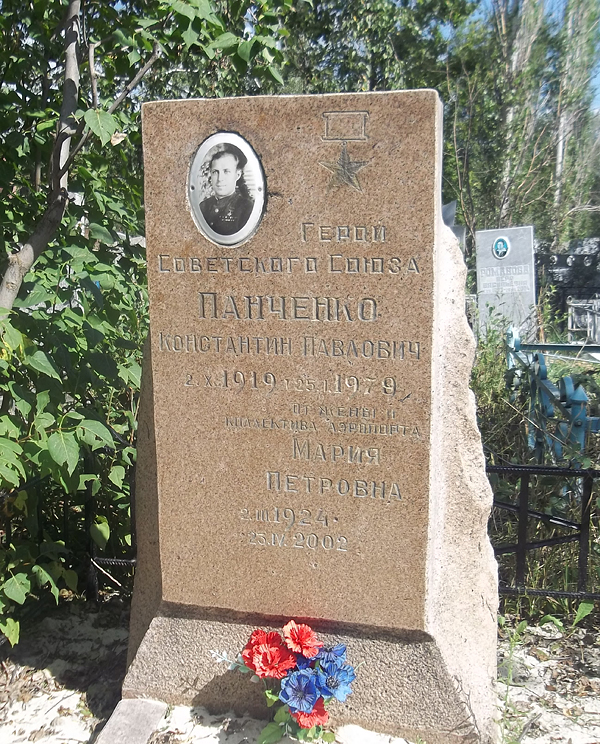 Герой
Советского Союза
Панченко
Константин Павлович
2.X.1919 г. 25.I.1979
от жены и
коллектива аэропорта
Мария
Петровна
2.III.1924
25.IV.2002